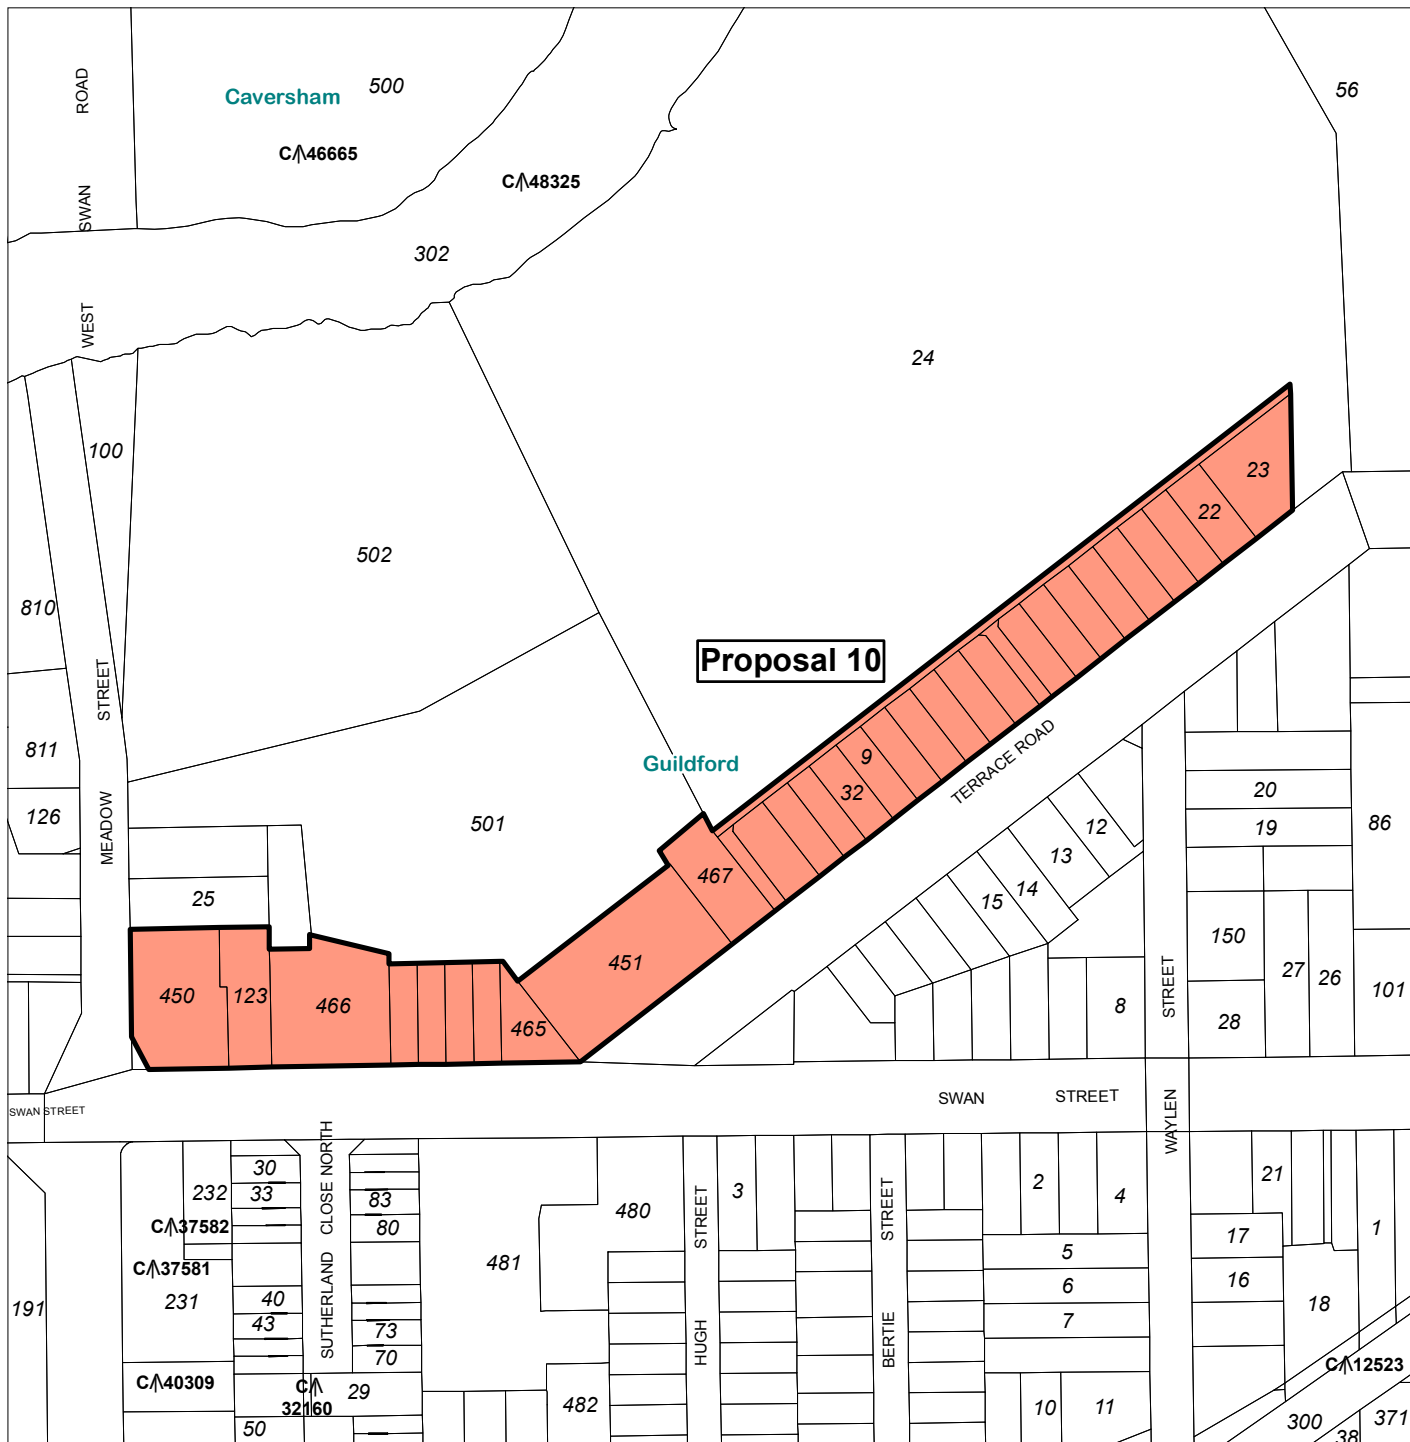 ROAD
SWAN
WEST
Caversham
500
C/|\46665
C/|\48325
302
56
24
100
502
810
STREET
MEADOW
811
126
501
25
Proposal 10
Guildford
23
22
9
32
467
451
450
123
466
465
TERRACE ROAD
12
13
14
15
8
20
19
86
150
27
26
101
28
STREET
WAYLEN
SWAN STREET
SWAN STREET
232
30
33
C/|\37582
C/|\37581
231
40
43
191
C/|\40309
C/|\
32160
29
50
SUTHERLAND CLOSE NORTH
83
80
73
70
481
480
482
HUGH STREET
3
BERTIE STREET
2
4
5
6
7
10
11
21
17
16
18
1
C/|\12523
300
38
371